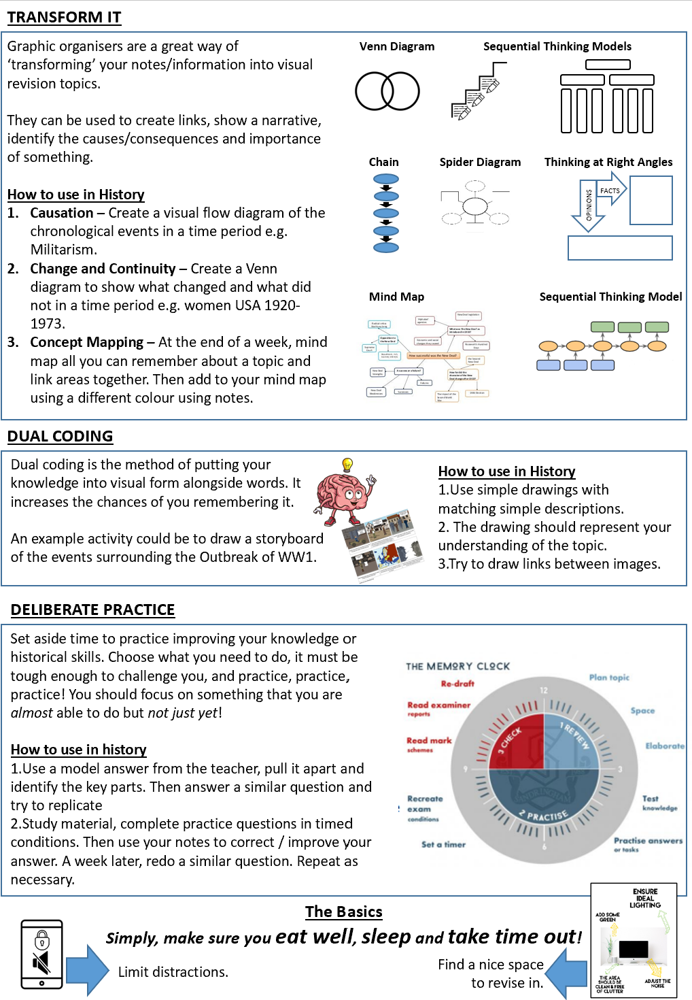 TRANSFORM IT
Graphic organisers are a great way of
‘transforming’ your notes/information into visual
revision topics.
They can be used to create links, show a narrative,
identify the causes/consequences and importance
of something.
How to use in History
1. Causation – Create a visual flow diagram of the
chronological events in a time period e.g.
Militarism.
2. Change and Continuity – Create a Venn
diagram to show what changed and what did
not in a time period e.g. women USA 1920-
1973.
3. Concept Mapping – At the end of a week, mind
map all you can remember about a topic and
link areas together. Then add to your mind map
using a different colour using notes.
Venn Diagram
Sequential Thinking Models
Chain
Spider Diagram
Thinking at Right Angles
FACTS
OPINIONS
Mind Map
How successful was the New Deal?
Sequential Thinking Model
DUAL CODING
Dual coding is the method of putting your
knowledge into visual form alongside words. It
increases the chances of you remembering it.
An example activity could be to draw a storyboard
of the events surrounding the Outbreak of WW1.
How to use in History
1.Use simple drawings with
matching simple descriptions.
2. The drawing should represent your
understanding of the topic.
3.Try to draw links between images.
DELIBERATE PRACTICE
Set aside time to practice improving your knowledge or
historical skills. Choose what you need to do, it must be
tough enough to challenge you, and practice, practice,
practice! You should focus on something that you are
almost able to do but not just yet!
How to use in history
1.Use a model answer from the teacher, pull it apart and
identify the key parts. Then answer a similar question and
try to replicate
2.Study material, complete practice questions in timed
conditions. Then use your notes to correct / improve your
answer. A week later, redo a similar question. Repeat as
necessary.
THE MEMORY CLOCK
Re-draft
Read examiner
reports
Read mark
schemes
Recreate
exam
conditions
Set a timer
Plan topic
Space
Elaborate
Test
knowledge
Practise answers
or tasks
12
3
6
9
1 REVIEW
2 PRACTISE
3 CHECK
The Basics
Simply, make sure you eat well, sleep and take time out!
Limit distractions.
Find a nice space
to revise in.
ENSURE
IDEAL
LIGHTING
ADD SOME
GREEN
THE AREA
SHOULD BE
CLEAN & FREE
OF CLUTTER
ADJUST THE
NOISE